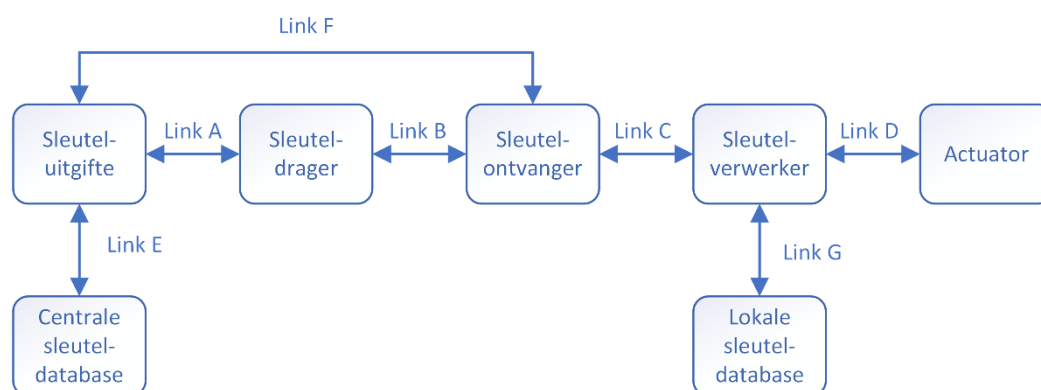 Link F
Sleutel-
uitgifte
Link A
Sleutel-
drager
Link B
Sleutel-
ontvanger
Link C
Sleutel-
verwerker
Link D
Actuator
Link E
Link G
Centrale
sleutel-
database
Lokale
sleutel-
database